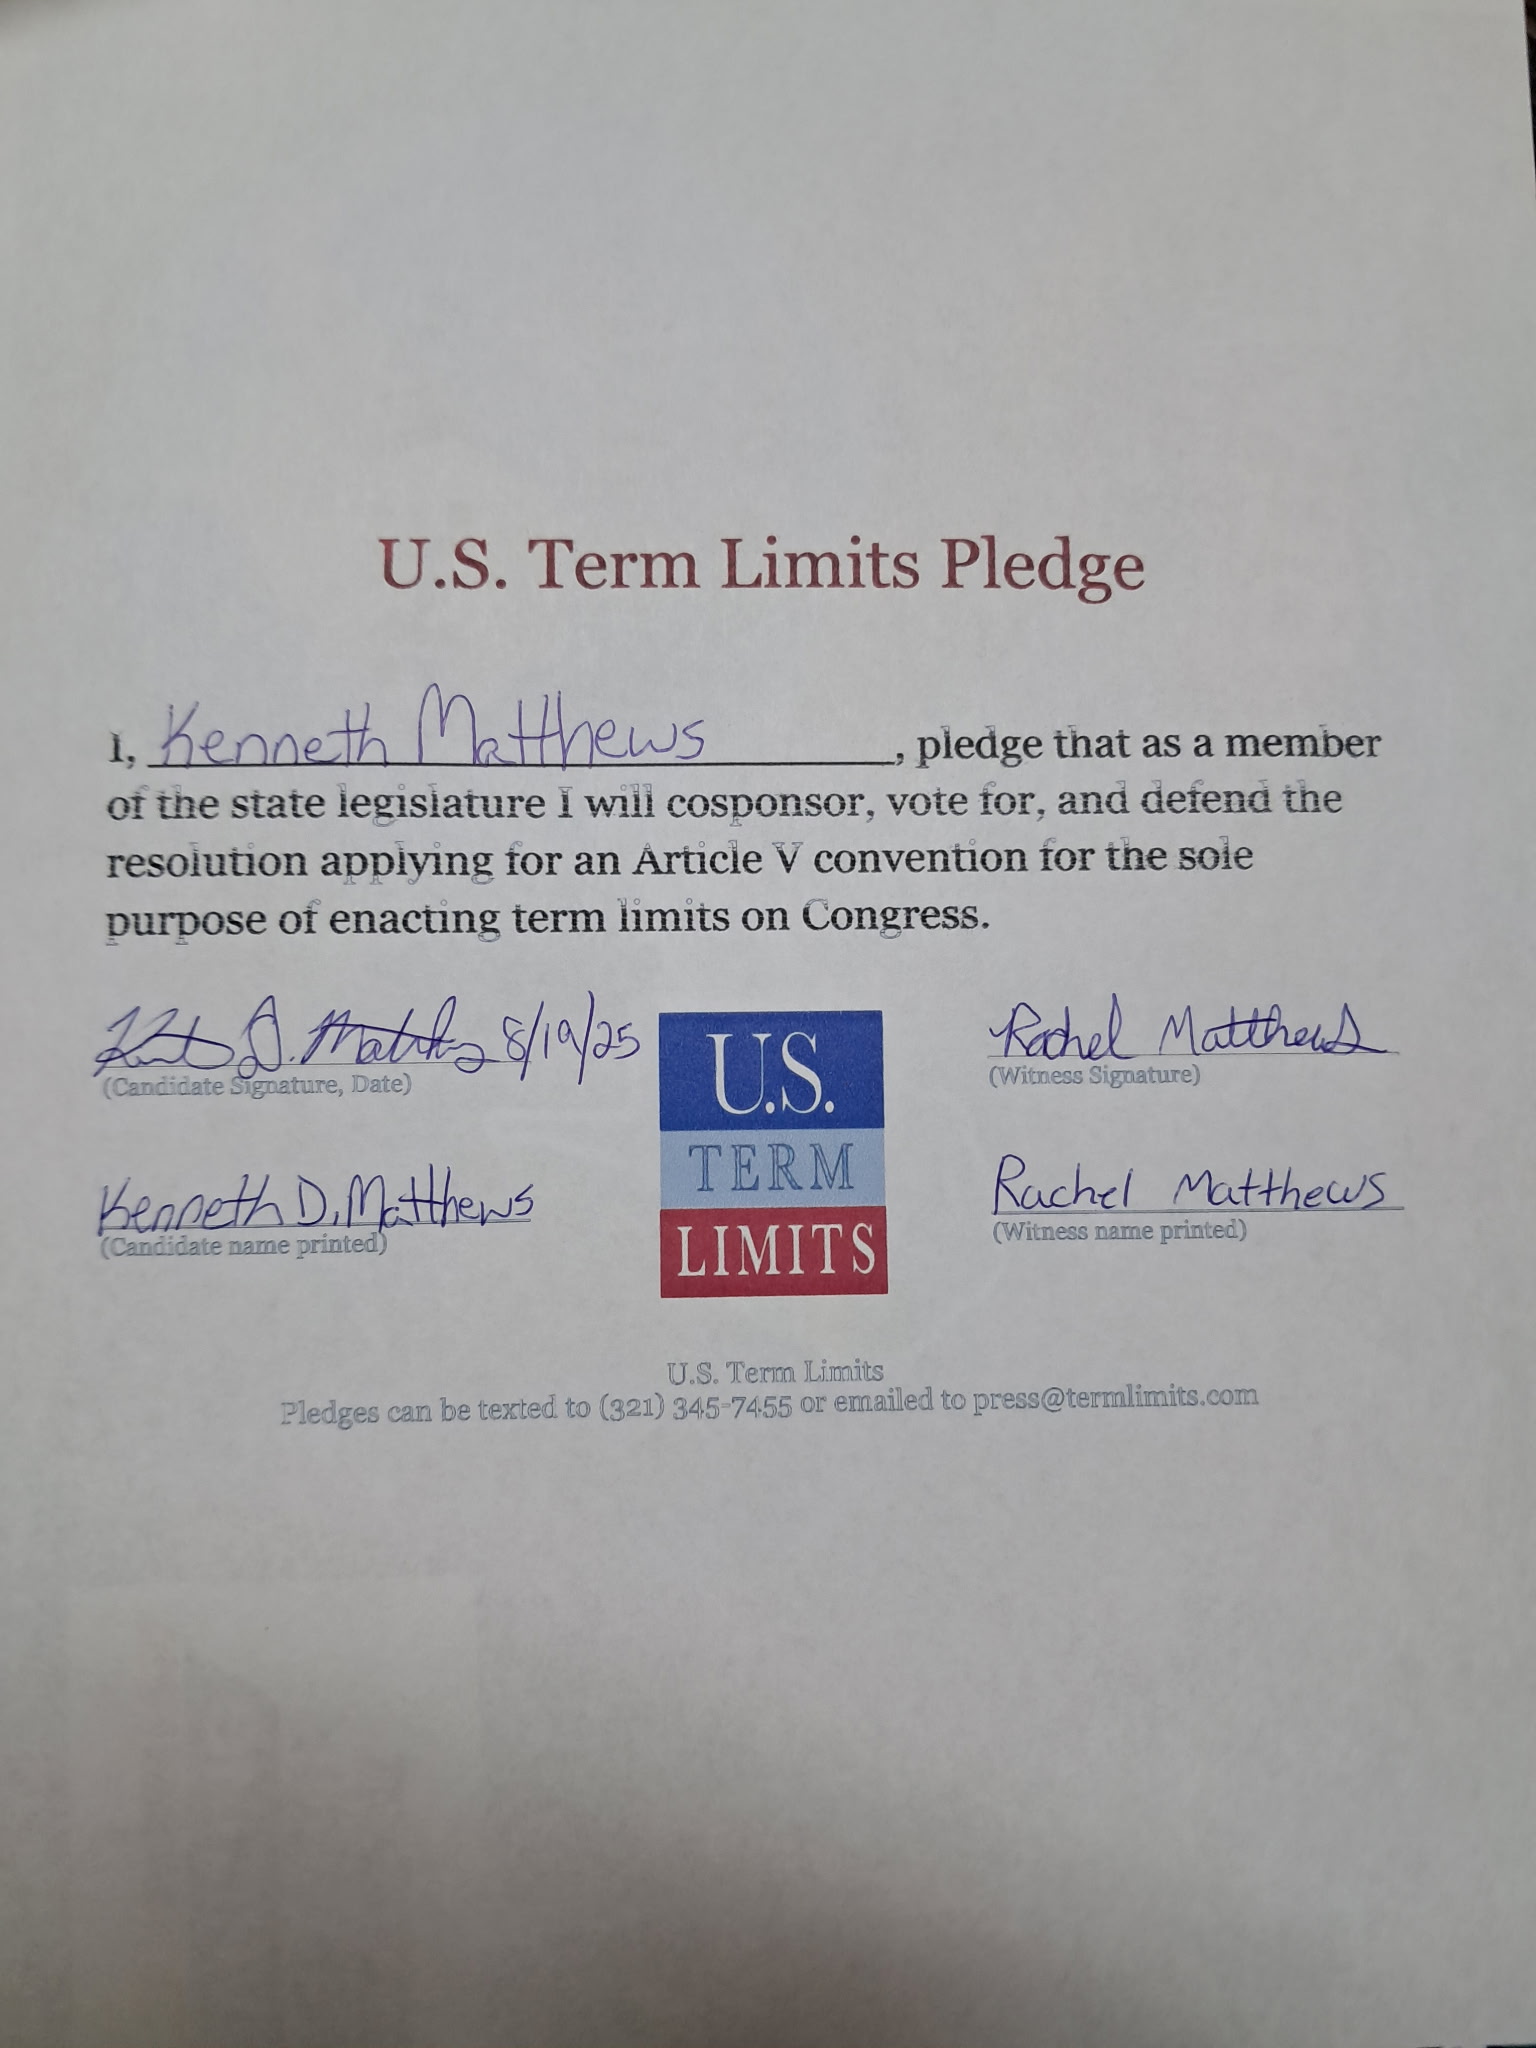 U.S. Term Limits Pledge
I, Kenneth Matthews, pledge that as a member
of the state legislature I will cosponsor, vote for, and defend the
resolution applying for an Article V convention for the sole
purpose of enacting term limits on Congress.
Kenneth D. Matthews 8/19/25
(Candidate Signature, Date)
Kenneth D. Matthews
(Candidate name printed)
U.S.
TERM
LIMITS
Rachel Matthews
(Witness Signature)
Rachel Matthews
(Witness name printed)
U.S. Term Limits
Pledges can be texted to (321) 345-7455 or emailed to press@termlimits.com